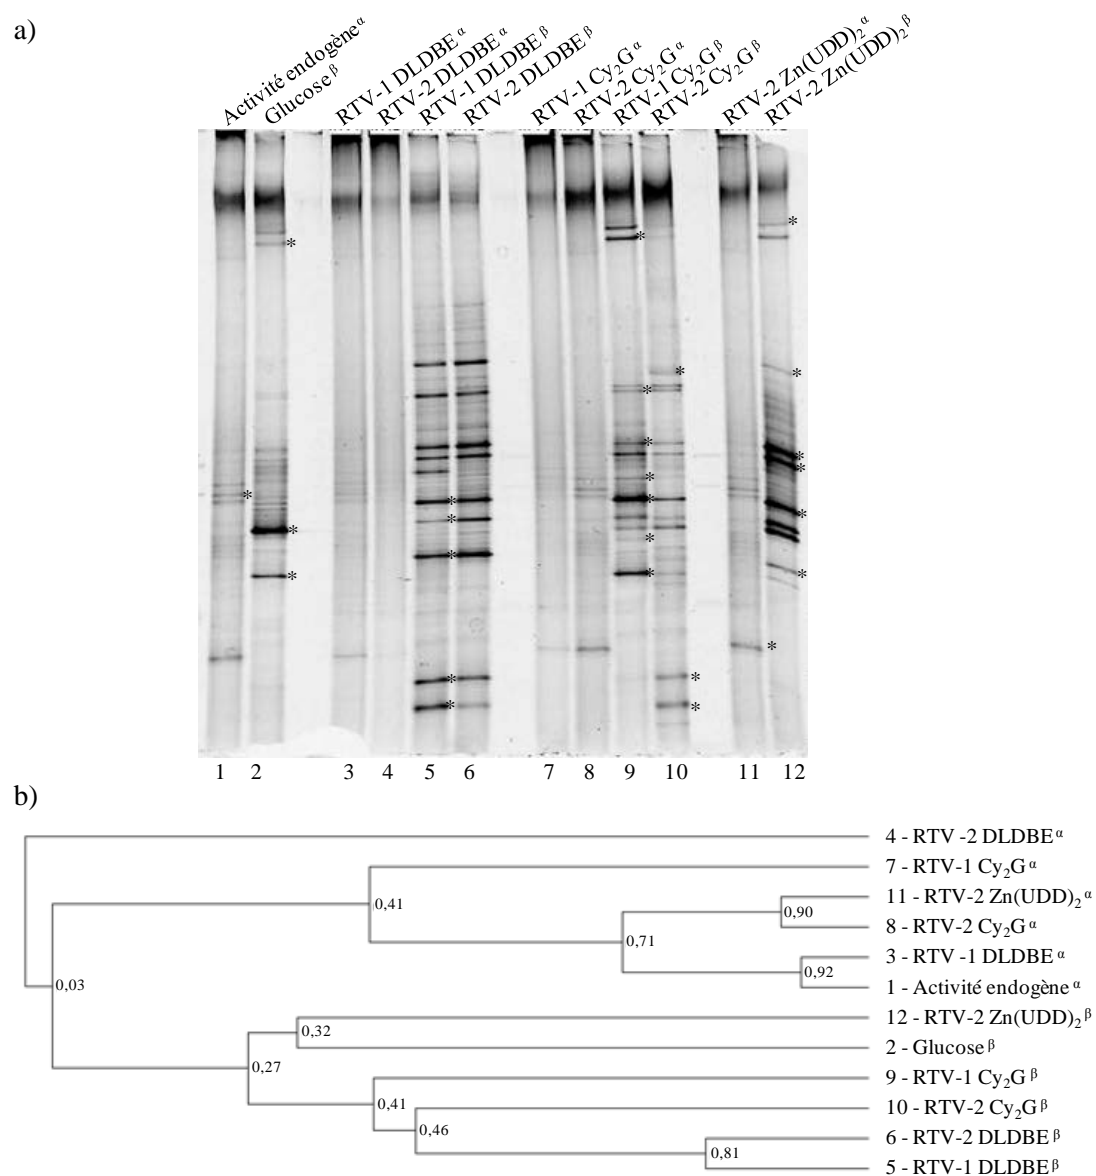 a)
Activité endogène α
Glucose β
RTV-1 DLDBE α
RTV-2 DLDBE α
RTV-1 DLDBE β
RTV-2 DLDBE β
RTV-1 Cy₂G α
RTV-2 Cy₂G α
RTV-1 Cy₂G β
RTV-2 Cy₂G β
RTV-2 Zn(UDD)₂ α
RTV-2 Zn(UDD)₂ β
1 2 3 4 5 6 7 8 9 10 11 12
b)
4 - RTV -2 DLDBE α
7 - RTV-1 Cy₂G α
0,41
11 - RTV-2 Zn(UDD)₂ α
0,90
8 - RTV-2 Cy₂G α
0,71
3 - RTV -1 DLDBE α
0,92
1 - Activité endogène α
0,03
12 - RTV-2 Zn(UDD)₂ β
0,32
2 - Glucose β
0,27
9 - RTV-1 Cy₂G β
0,41
10 - RTV-2 Cy₂G β
0,46
6 - RTV-2 DLDBE β
0,81
5 - RTV-1 DLDBE β